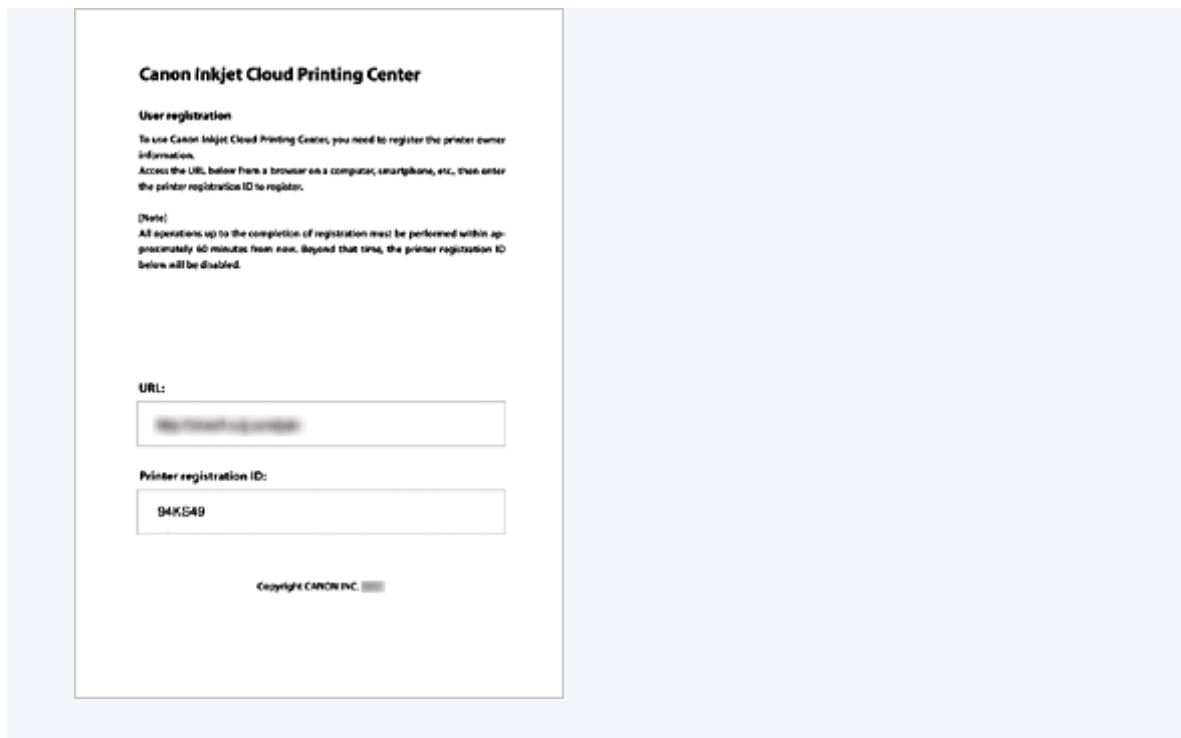 Canon Inkjet Cloud Printing Center
User registration
To use Canon Inkjet Cloud Printing Center, you need to register the printer owner
information.
Access the URL below from a browser on a computer, smartphone, etc., then enter
the printer registration ID to register.
[Note]
All operations up to the completion of registration must be performed within ap-
proximately 60 minutes from now. Beyond that time, the printer registration ID
below will be disabled.
URL:
Printer registration ID:
94KS49
Copyright CANON INC.